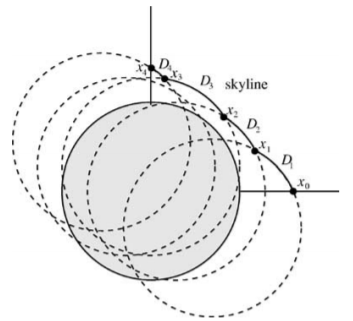 x₄ D₄ x₃
D₃ skyline
x₂
D₂
x₁
D₁
x₀